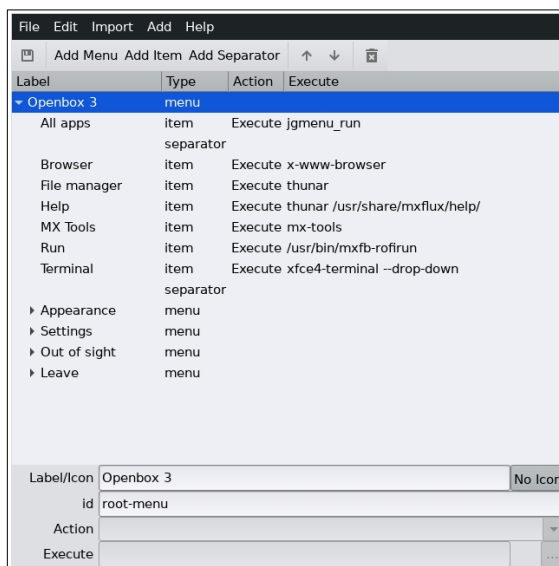 File Edit Import Add Help
Add Menu Add Item Add Separator
Label Type Action Execute
Openbox 3 menu
All apps item Execute jgmenu_run
separator
Browser item Execute x-www-browser
File manager item Execute thunar
Help item Execute thunar /usr/share/mxflux/help/
MX Tools item Execute mx-tools
Run item Execute /usr/bin/mxfb-rofirun
Terminal item Execute xfce4-terminal --drop-down
separator
Appearance menu
Settings menu
Out of sight menu
Leave menu
Label/Icon Openbox 3 No Icon
id root-menu
Action
Execute ...